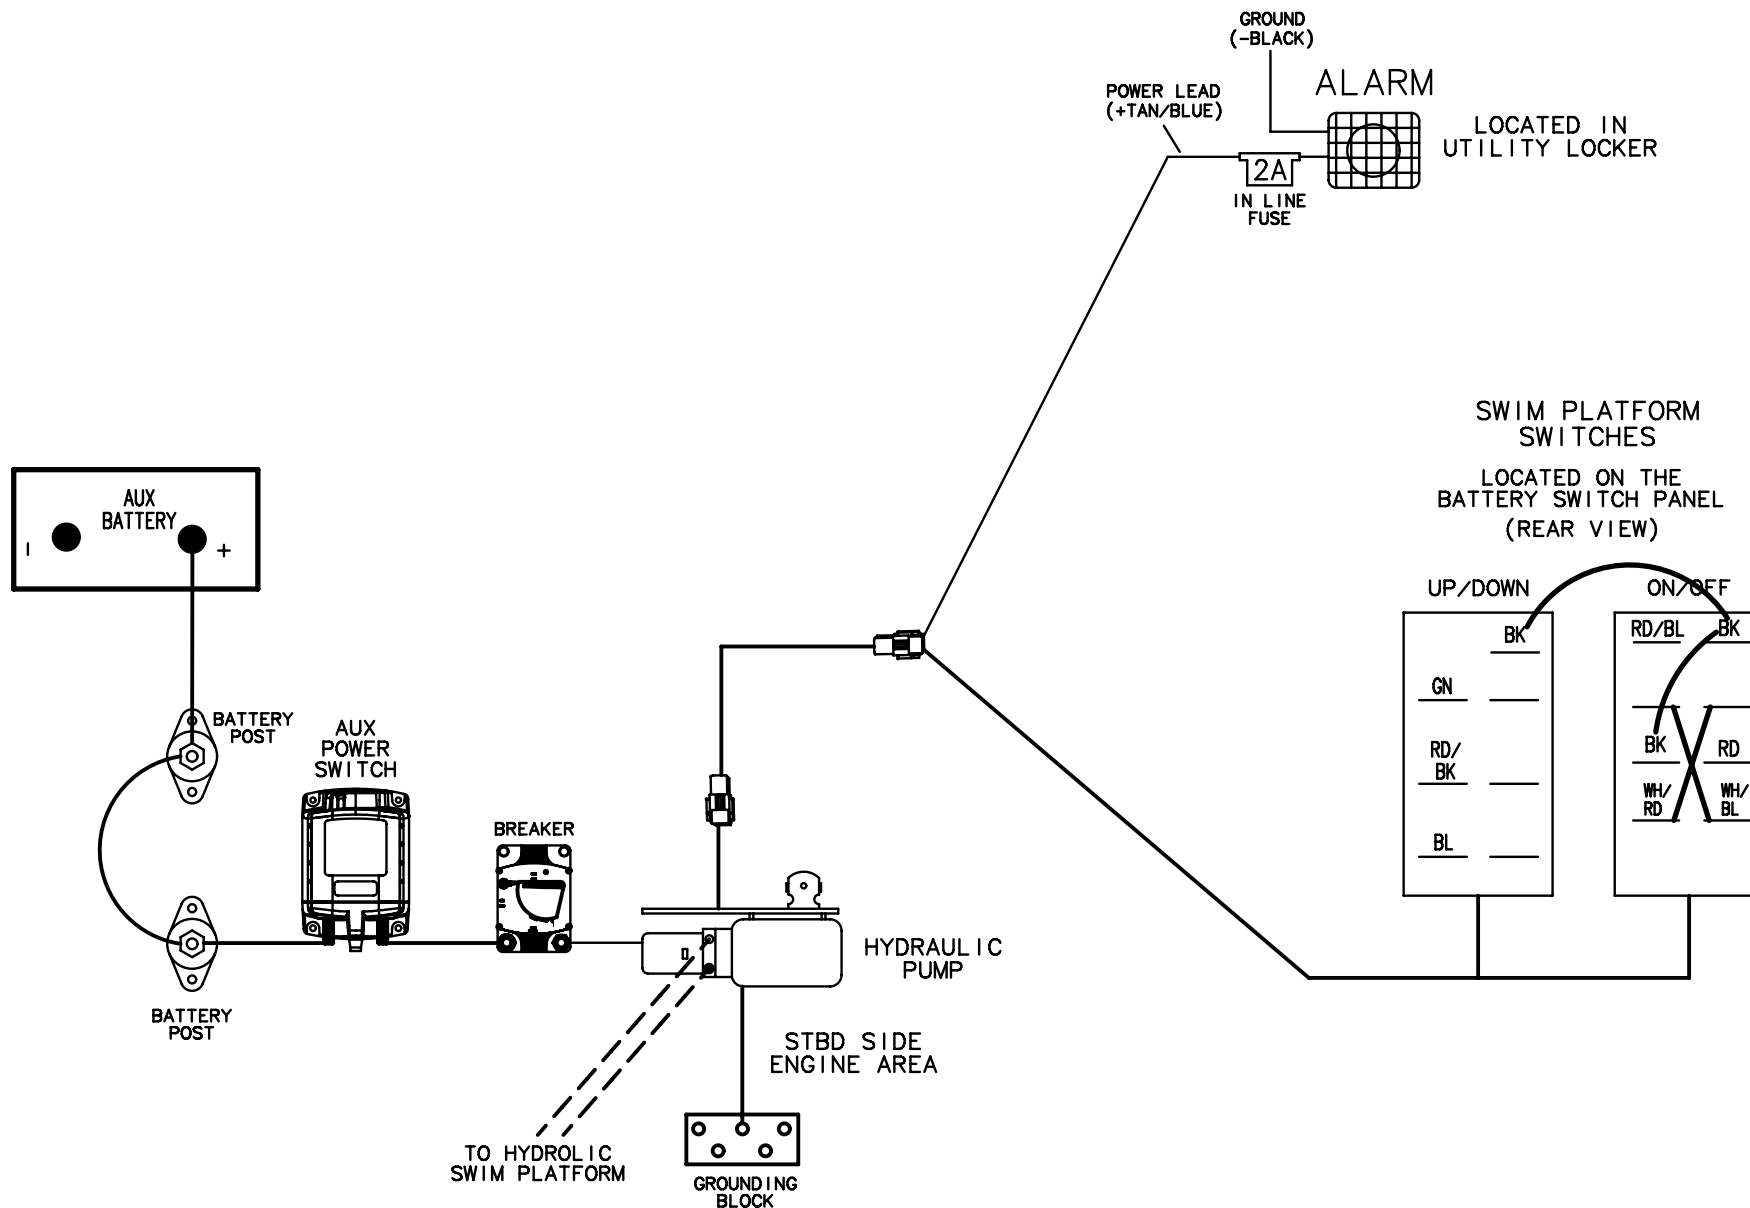 GROUND
(-BLACK)
ALARM
POWER LEAD
(+TAN/BLUE)
LOCATED IN
UTILITY LOCKER
2A
IN LINE
FUSE
SWIM PLATFORM
SWITCHES
LOCATED ON THE
BATTERY SWITCH PANEL
(REAR VIEW)
AUX
BATTERY
-
+
UP/DOWN
BK
GN
RD/
BK
BL
ON/OFF
RD/BL
BK
BK
RD
WH/
RD
WH/
BL
BATTERY
POST
AUX
POWER
SWITCH
BREAKER
HYDRAULIC
PUMP
BATTERY
POST
STBD SIDE
ENGINE AREA
TO HYDROLIC
SWIM PLATFORM
GROUNDING
BLOCK